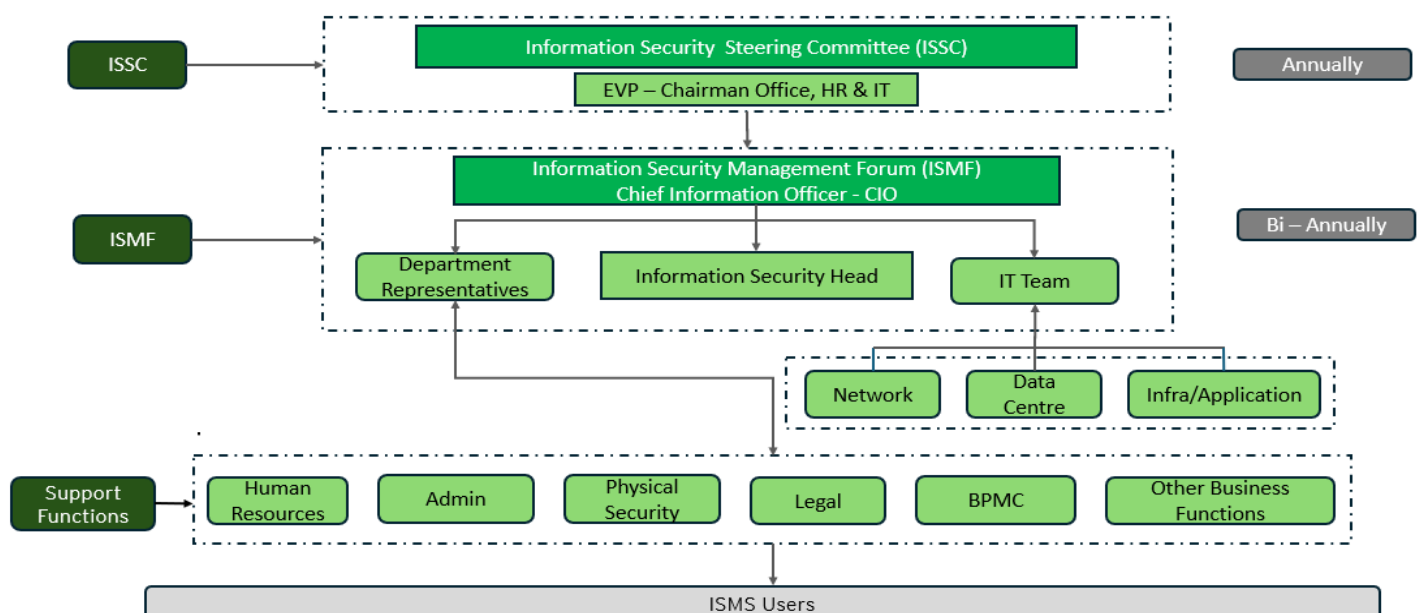 Information Security Steering Committee (ISSC)
ISSC
Annually
EVP – Chairman Office, HR & IT
Information Security Management Forum (ISMF)
Chief Information Officer - CIO
ISMF
Bi – Annually
Department
Representatives
Information Security Head
IT Team
Network
Data
Centre
Infra/Application
.
Support
Functions
Human
Resources
Admin
Physical
Security
Legal
BPMC
Other Business
Functions
ISMS Users